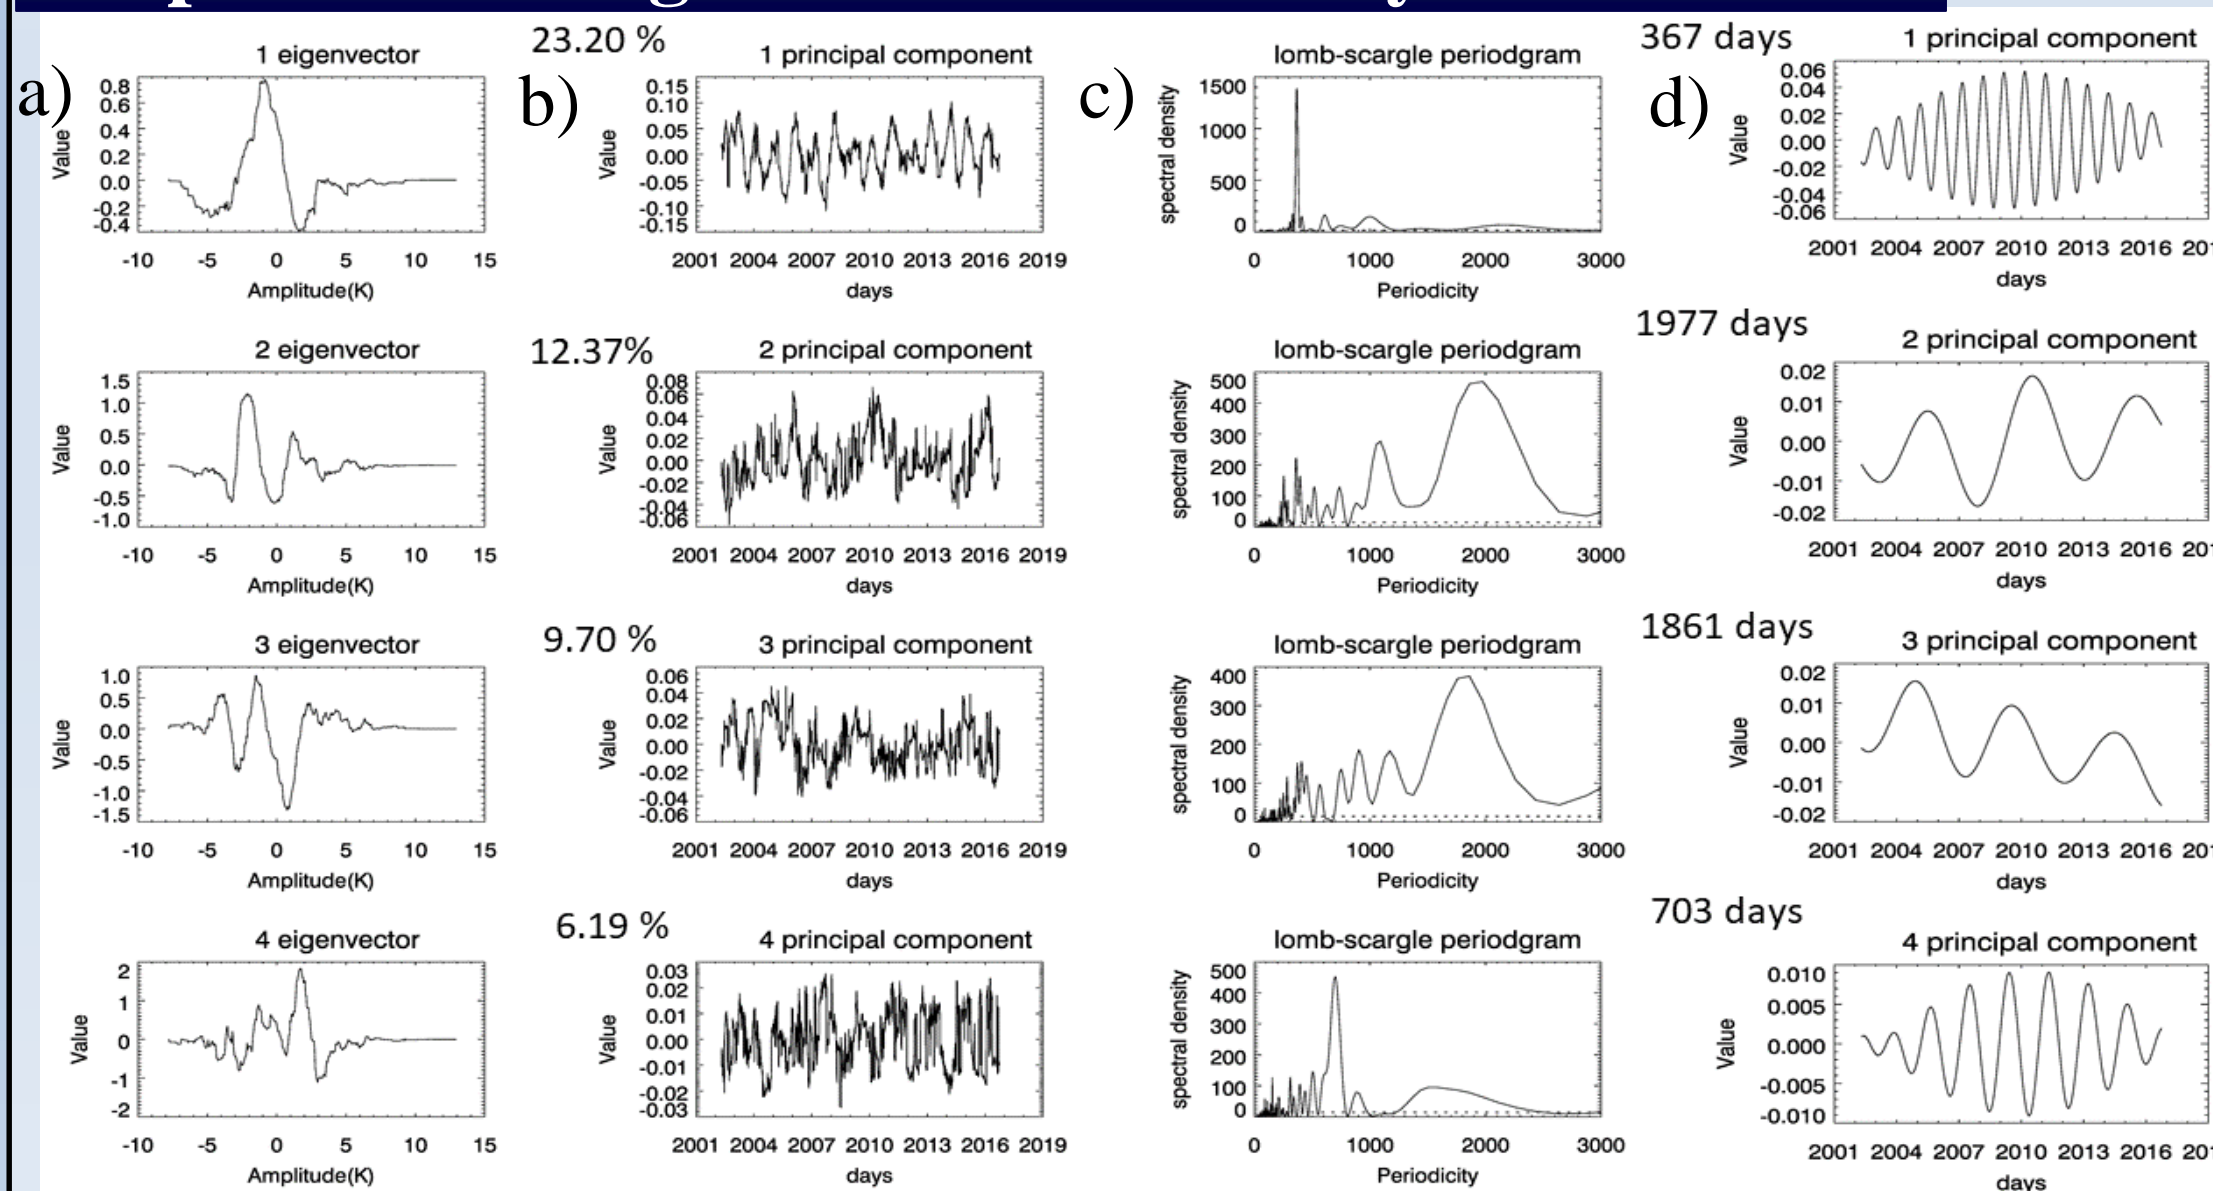 a)
1 eigenvector
Value
0.8
0.6
0.4
0.2
0.0
-0.2
-0.4
-10 -5 0 5 10 15
Amplitude(K)
b)
23.20 %
1 principal component
Value
0.15
0.10
0.05
0.00
-0.05
-0.10
-0.15
2001 2004 2007 2010 2013 2016 2019
days
c)
lomb-scargle periodgram
spectral density
1500
1000
500
0
0 1000 2000 3000
Periodicity
367 days
d)
1 principal component
Value
0.06
0.04
0.02
0.00
-0.02
-0.04
-0.06
2001 2004 2007 2010 2013 2016 201
days
2 eigenvector
Value
1.5
1.0
0.5
0.0
-0.5
-1.0
-10 -5 0 5 10 15
Amplitude(K)
12.37%
2 principal component
Value
0.08
0.06
0.04
0.02
0.00
-0.02
-0.04
-0.06
2001 2004 2007 2010 2013 2016 2019
days
lomb-scargle periodgram
spectral density
500
400
300
200
100
0
0 1000 2000 3000
Periodicity
1977 days
2 principal component
Value
0.02
0.01
0.00
-0.01
-0.02
2001 2004 2007 2010 2013 2016 201
days
3 eigenvector
Value
1.0
0.5
0.0
-0.5
-1.0
-1.5
-10 -5 0 5 10 15
Amplitude(K)
9.70 %
3 principal component
Value
0.06
0.04
0.02
0.00
-0.02
-0.04
-0.06
2001 2004 2007 2010 2013 2016 2019
days
lomb-scargle periodgram
spectral density
400
300
200
100
0
0 1000 2000 3000
Periodicity
1861 days
3 principal component
Value
0.02
0.01
0.00
-0.01
-0.02
2001 2004 2007 2010 2013 2016 201
days
4 eigenvector
Value
2
1
0
-1
-2
-10 -5 0 5 10 15
Amplitude(K)
6.19 %
4 principal component
Value
0.03
0.02
0.01
0.00
-0.01
-0.02
-0.03
2001 2004 2007 2010 2013 2016 2019
days
lomb-scargle periodgram
spectral density
500
400
300
200
100
0
0 1000 2000 3000
Periodicity
703 days
4 principal component
Value
0.010
0.005
0.000
-0.005
-0.010
2001 2004 2007 2010 2013 2016 201
days